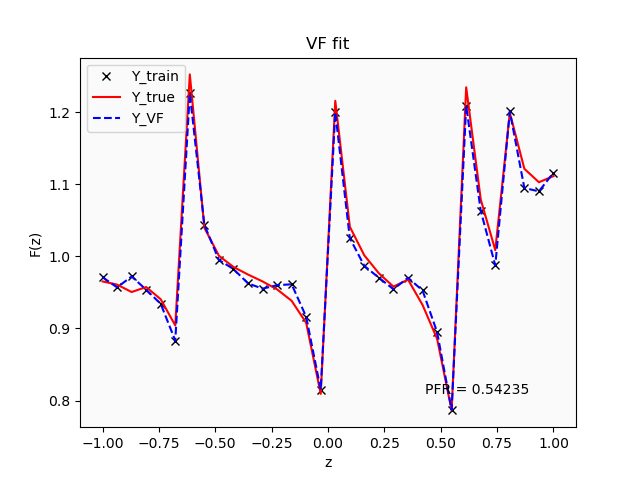 VF fit
Y_train
Y_true
Y_VF
F(z)
1.2
1.1
1.0
0.9
0.8
PFR = 0.54235
−1.00 −0.75 −0.50 −0.25 0.00 0.25 0.50 0.75 1.00
z